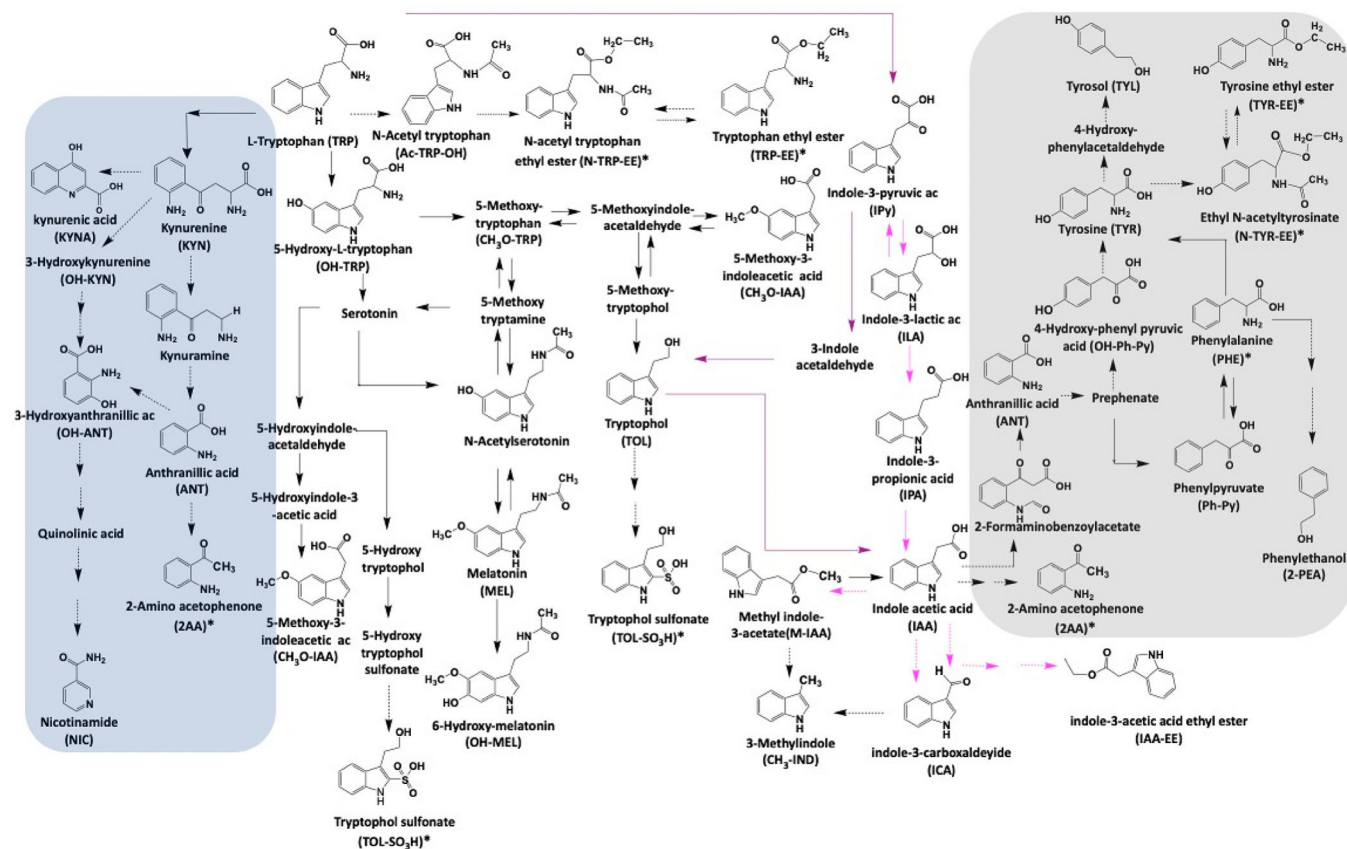 L-Tryptophan (TRP)
N-Acetyl tryptophan
(Ac-TRP-OH)
N-acetyl tryptophan
ethyl ester (N-TRP-EE)*
Tryptophan ethyl ester
(TRP-EE)*
Indole-3-pyruvic ac
(IPy)
Tyrosol (TYL)
Tyrosine ethyl ester
(TYR-EE)*
4-Hydroxy-
phenylacetaldehyde
Tyrosine (TYR)
Ethyl N-acetyltyrosinate
(N-TYR-EE)*
kynurenic acid
(KYNA)
Kynurenine
(KYN)
3-Hydroxykynurenine
(OH-KYN)
Kynuramine
3-Hydroxyanthranillic ac
(OH-ANT)
Anthranillic acid
(ANT)
Quinolinic acid
2-Amino acetophenone
(2AA)*
Nicotinamide
(NIC)
5-Hydroxy-L-tryptophan
(OH-TRP)
Serotonin
5-Methoxy-
tryptophan
(CH3O-TRP)
5-Methoxyindole-
acetaldehyde
5-Methoxy-3-
indoleacetic acid
(CH3O-IAA)
5-Methoxy
tryptamine
5-Methoxy-
tryptophol
Indole-3-lactic ac
(ILA)
3-Indole
acetaldehyde
N-Acetylserotonin
Tryptophol
(TOL)
Indole-3-
propionic acid
(IPA)
5-Hydroxyindole-
acetaldehyde
5-Hydroxyindole-3
-acetic acid
5-Methoxy-3-
indoleacetic ac
(CH3O-IAA)
5-Hydroxy
tryptophol
5-Hydroxy
tryptophol
sulfonate
Tryptophol sulfonate
(TOL-SO3H)*
Melatonin
(MEL)
6-Hydroxy-melatonin
(OH-MEL)
Tryptophol sulfonate
(TOL-SO3H)*
Methyl indole-
3-acetate(M-IAA)
Indole acetic acid
(IAA)
3-Methylindole
(CH3-IND)
indole-3-carboxaldeyide
(ICA)
indole-3-acetic acid ethyl ester
(IAA-EE)
4-Hydroxy-phenyl pyruvic
acid (OH-Ph-Py)
Phenylalanine
(PHE)*
Anthranillic acid
(ANT)
Prephenate
Phenylpyruvate
(Ph-Py)
2-Formaminobenzoylacetate
2-Amino acetophenone
(2AA)*
Phenylethanol
(2-PEA)